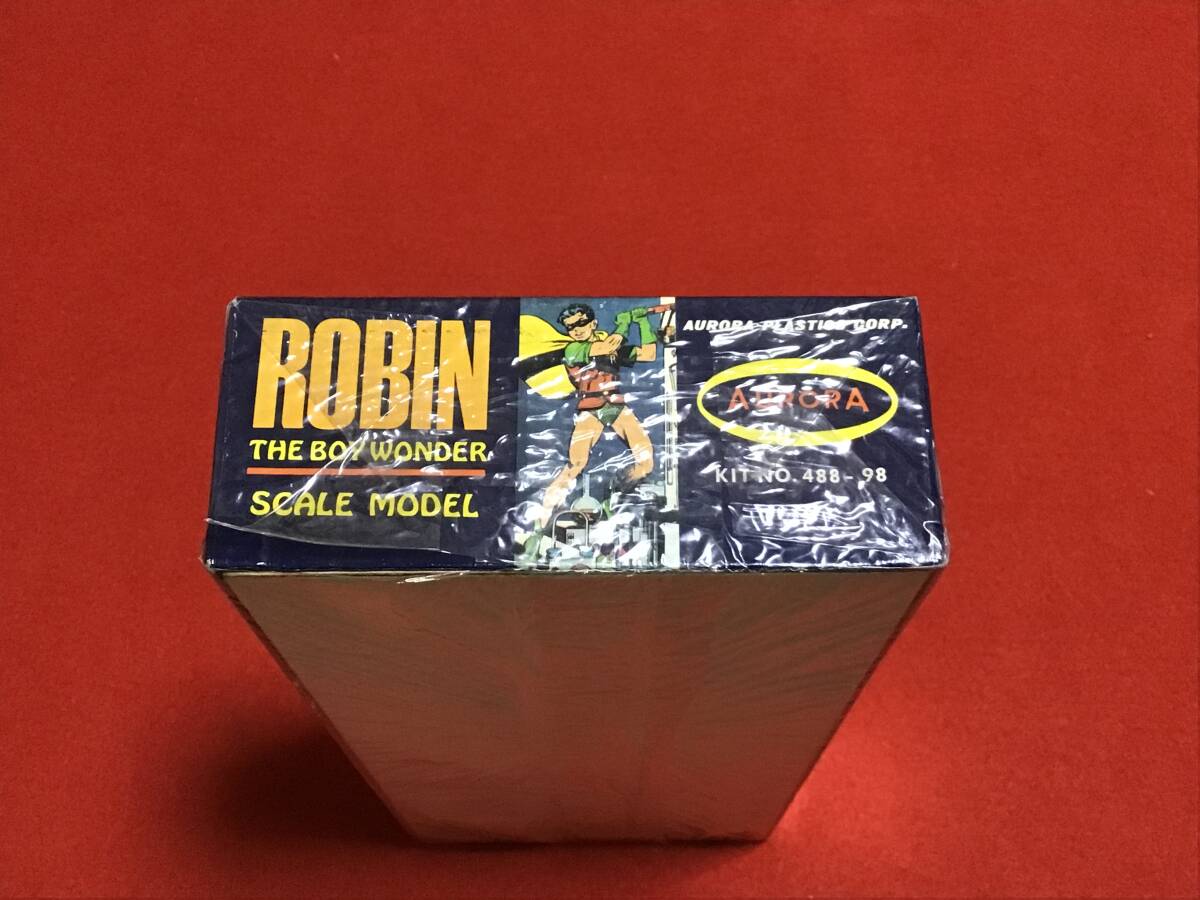 ROBIN
THE BOY WONDER
SCALE MODEL
AURORA PLASTICS CORP.
AURORA
KIT NO. 488-98